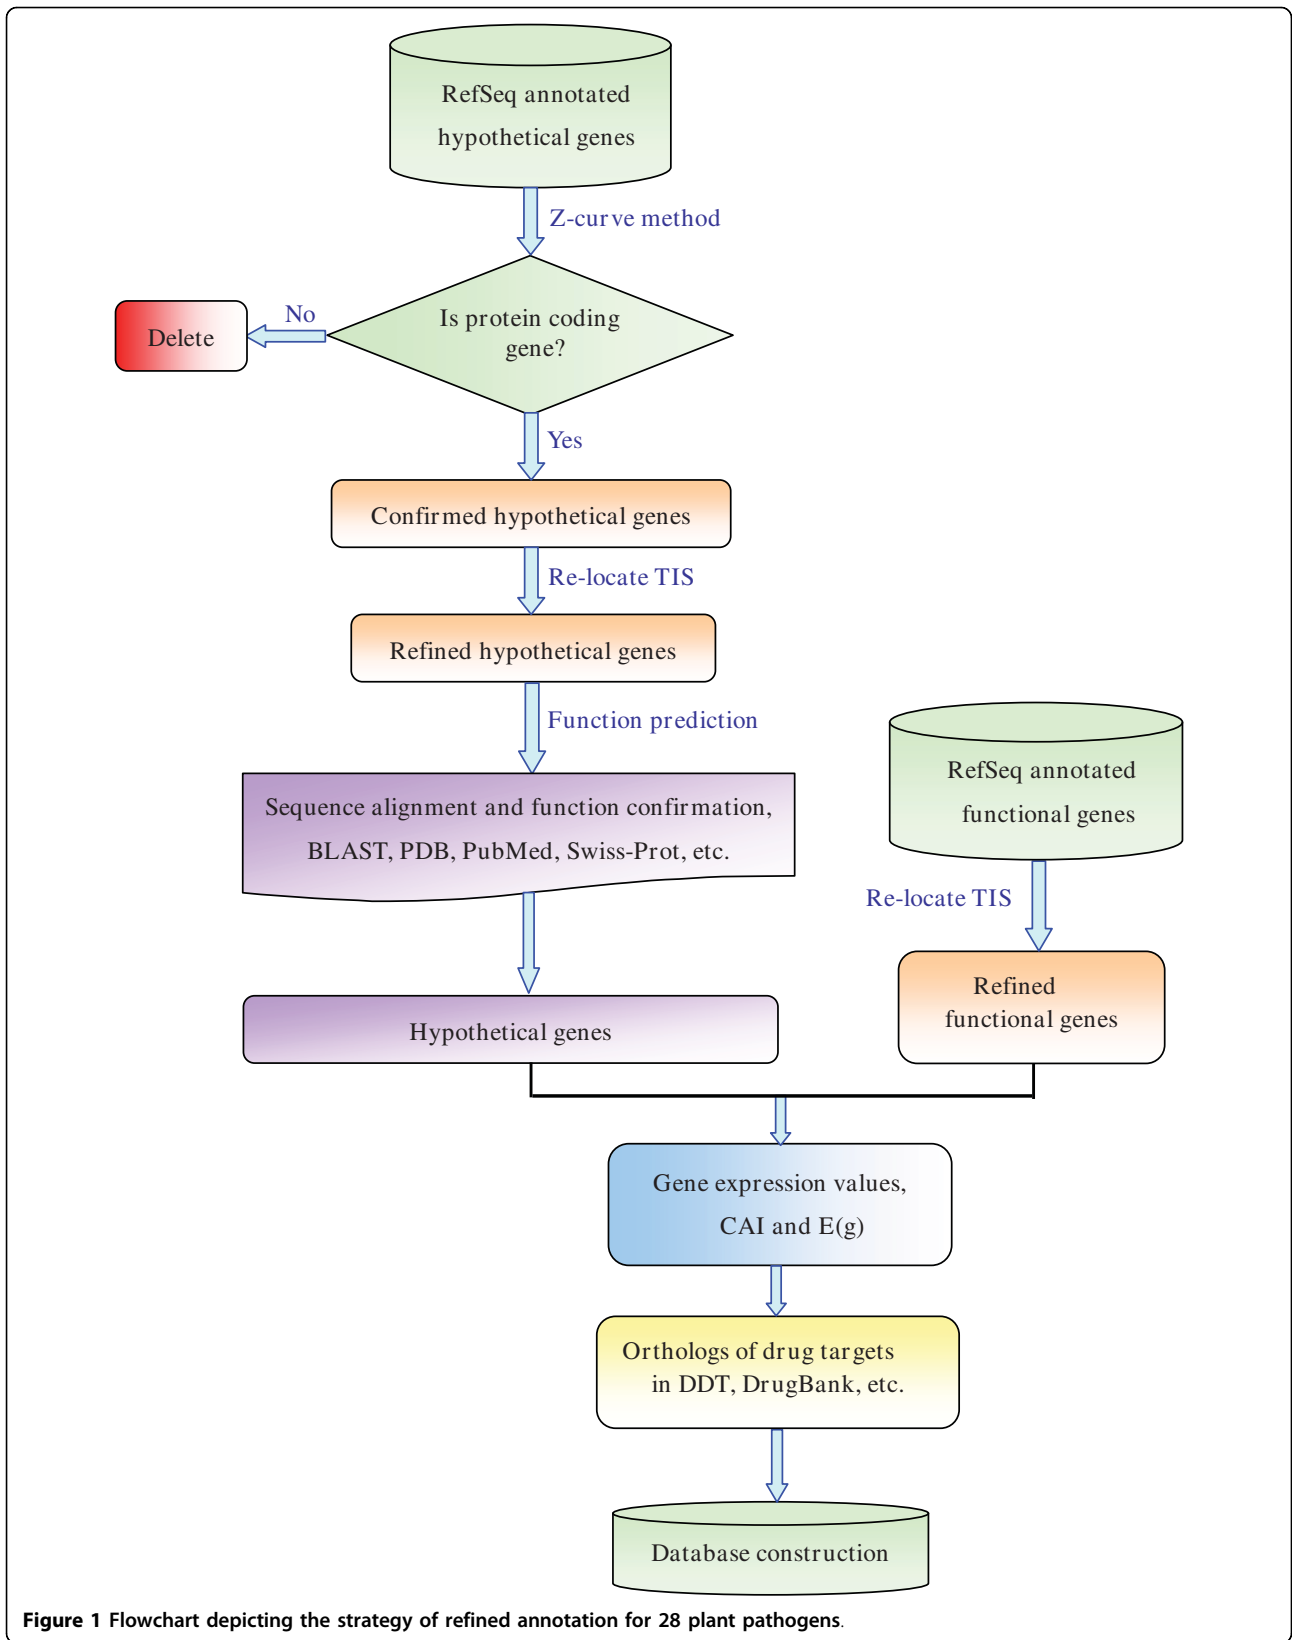 RefSeq annotated
hypothetical genes
Z-curve method
Is protein coding
gene?
No
Delete
Yes
Confirmed hypothetical genes
Re-locate TIS
Refined hypothetical genes
Function prediction
Sequence alignment and function confirmation,
BLAST, PDB, PubMed, Swiss-Prot, etc.
RefSeq annotated
functional genes
Re-locate TIS
Refined
functional genes
Hypothetical genes
Gene expression values,
CAI and E(g)
Orthologs of drug targets
in DDT, DrugBank, etc.
Database construction
Figure 1 Flowchart depicting the strategy of refined annotation for 28 plant pathogens.